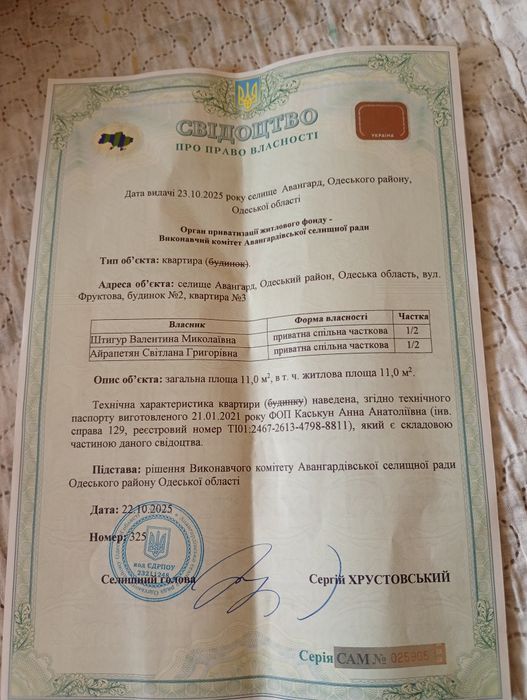 СВІДОЦТВО
ПРО ПРАВО ВЛАСНОСТІ
УКРАЇНА
Дата видачі 23.10.2025 року селище Авангард, Одеського району,
Одеської області
Орган приватизації житлового фонду -
Виконавчий комітет Авангардівської селищної ради
Тип об'єкта: квартира (будинок).
Адреса об'єкта: селище Авангард, Одеський район, Одеська область, вул.
Фруктова, будинок №2, квартира №3
Власник Форма власності Частка
Штигур Валентина Миколаївна приватна спільна часткова 1/2
Айрапетян Світлана Григорівна приватна спільна часткова 1/2
Опис об'єкта: загальна площа 11,0 м², в т. ч. житлова площа 11,0 м².
Технічна характеристика квартири (будинку) наведена, згідно технічного
паспорту виготовленого 21.01.2021 року ФОП Каськун Анна Анатоліївна (інв.
справа 129, реєстровий номер ТІ01:2467-2613-4798-8811), який є складовою
частиною даного свідоцтва.
Підстава: рішення Виконавчого комітету Авангардівської селищної ради
Одеського району Одеської області
Дата: 22.10.2025
Номер: 325
код ЄДРПОУ
Селищний голова Сергій ХРУСТОВСЬКИЙ
Серія САМ № 025905